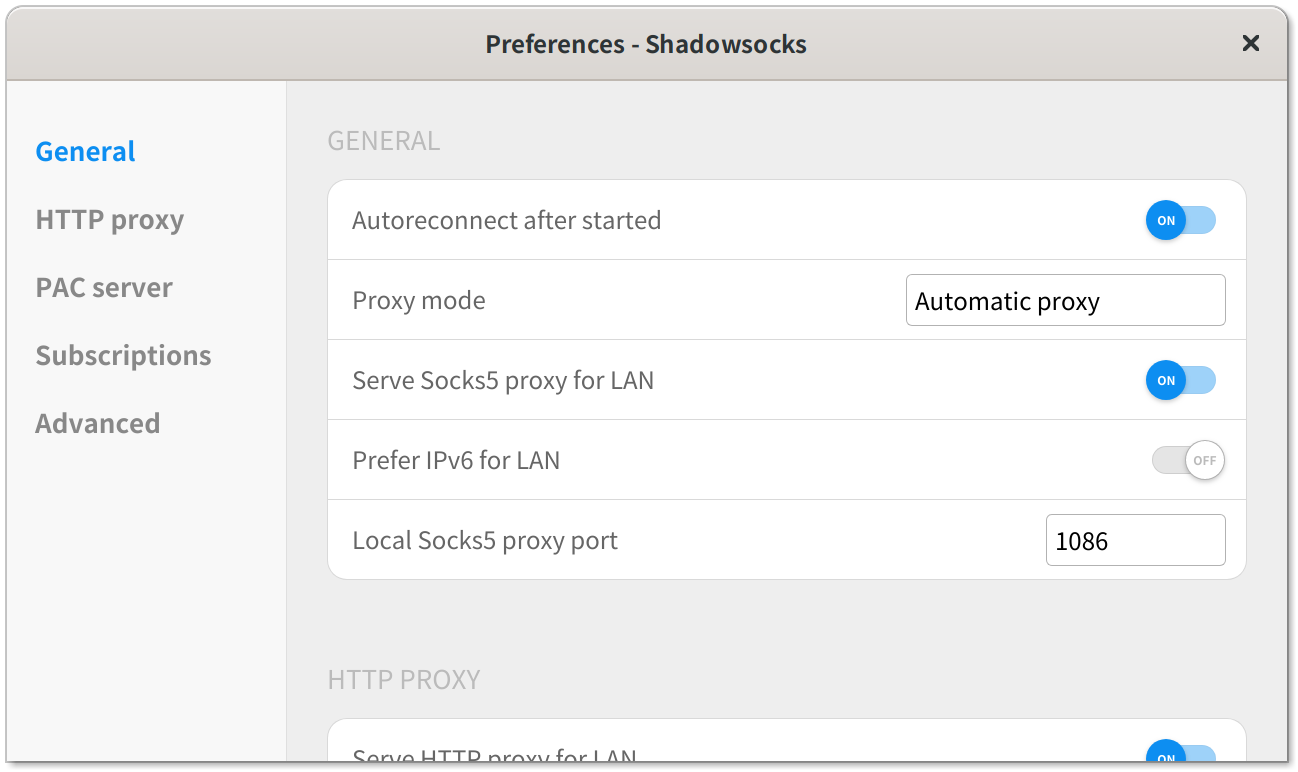 Preferences - Shadowsocks
General
HTTP proxy
PAC server
Subscriptions
Advanced
GENERAL
Autoreconnect after started ON
Proxy mode Automatic proxy
Serve Socks5 proxy for LAN ON
Prefer IPv6 for LAN OFF
Local Socks5 proxy port 1086
HTTP PROXY
Serve HTTP proxy for LAN ON